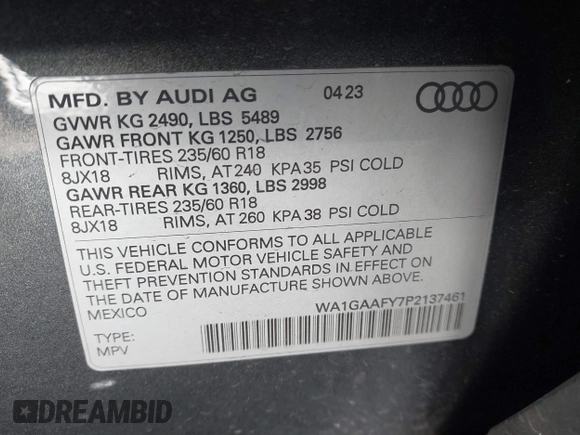 MFD. BY AUDI AG 04 23
GVWR KG 2490, LBS 5489
GAWR FRONT KG 1250, LBS 2756
FRONT-TIRES 235/60 R18
8JX18 RIMS, AT 240 KPA 35 PSI COLD
GAWR REAR KG 1360, LBS 2998
REAR-TIRES 235/60 R18
8JX18 RIMS, AT 260 KPA 38 PSI COLD
THIS VEHICLE CONFORMS TO ALL APPLICABLE
U.S. FEDERAL MOTOR VEHICLE SAFETY AND
THEFT PREVENTION STANDARDS IN EFFECT ON
THE DATE OF MANUFACTURE SHOWN ABOVE.
MEXICO
WA1GAAFY7P2137461
TYPE:
MPV
DREAMBID